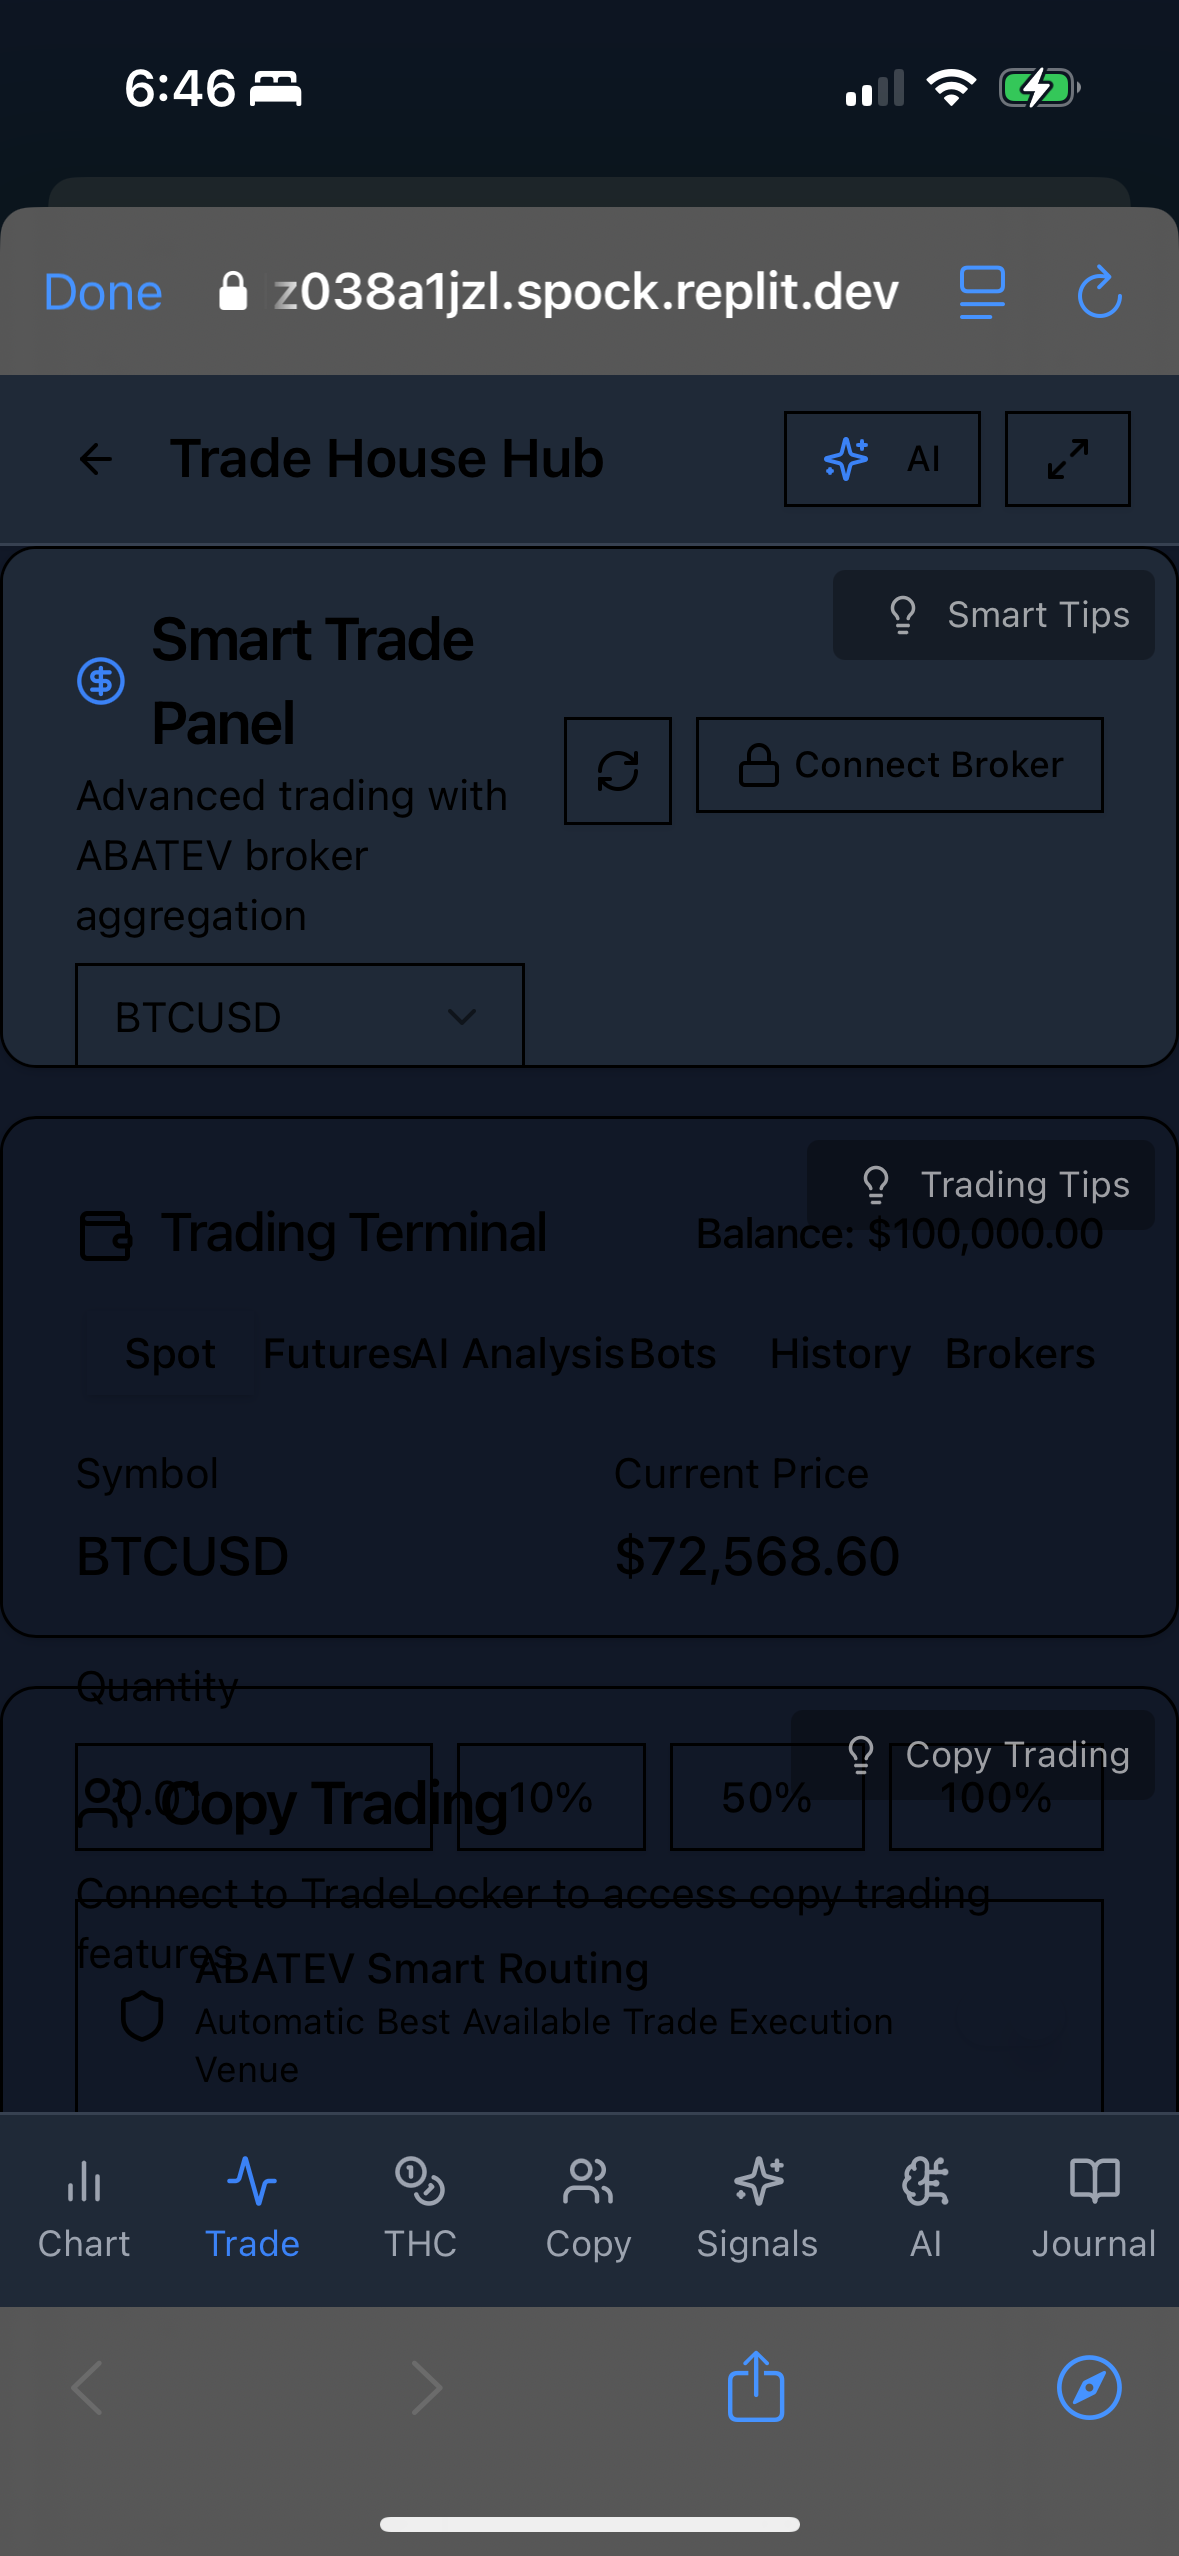 6:46
Done
z038a1jzl.spock.replit.dev
Trade House Hub
AI
Smart Tips
Smart Trade
Panel
Connect Broker
Advanced trading with
ABATEV broker
aggregation
BTCUSD
Trading Tips
Trading Terminal
Balance: $100,000.00
Spot
Futures
AI Analysis
Bots
History
Brokers
Symbol
Current Price
BTCUSD
$72,568.60
Quantity
Copy Trading
Copy Trading
10%
50%
100%
Connect to TradeLocker to access copy trading
features
ABATEV Smart Routing
Automatic Best Available Trade Execution
Venue
Chart
Trade
THC
Copy
Signals
AI
Journal